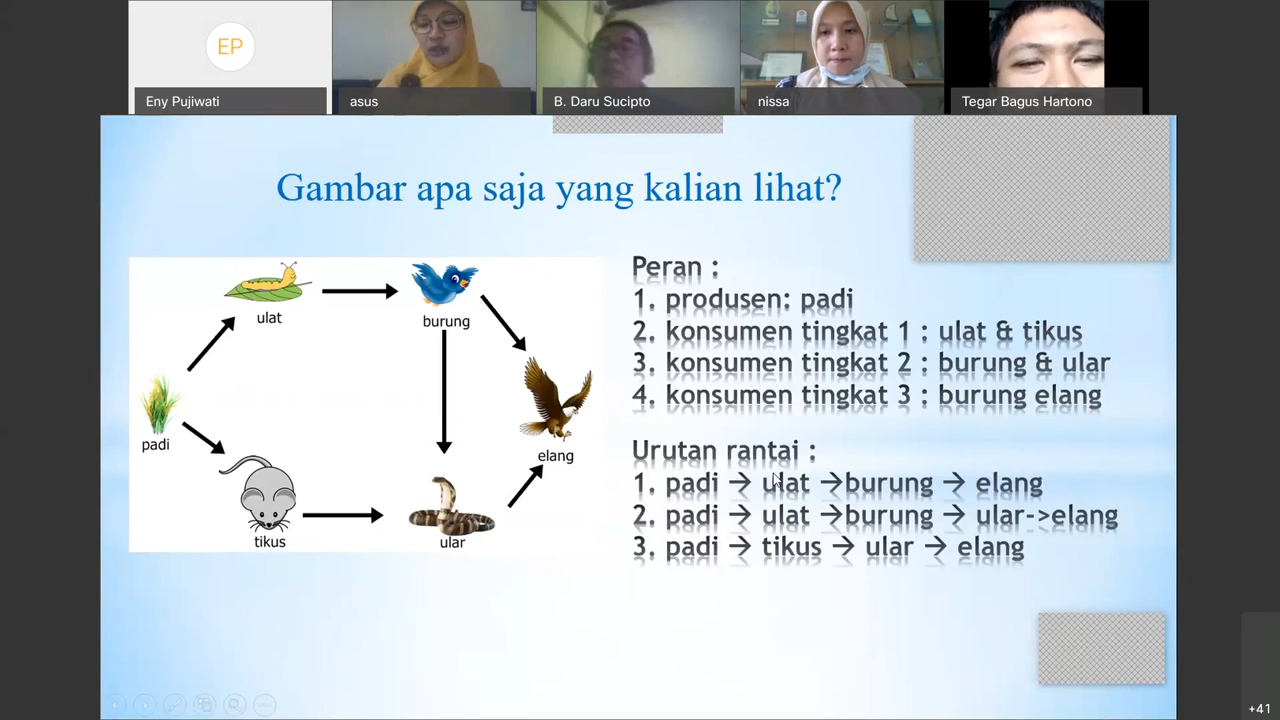 EP
Eny Pujiwati
asus
B. Daru Sucipto
nissa
Tegar Bagus Hartono
Gambar apa saja yang kalian lihat?
ulat
burung
padi
elang
tikus
ular
Peran :
1. produsen: padi
2. konsumen tingkat 1 : ulat & tikus
3. konsumen tingkat 2 : burung & ular
4. konsumen tingkat 3 : burung elang
Urutan rantai :
1. padi → ulat →burung → elang
2. padi → ulat →burung → ular->elang
3. padi → tikus → ular → elang
+41